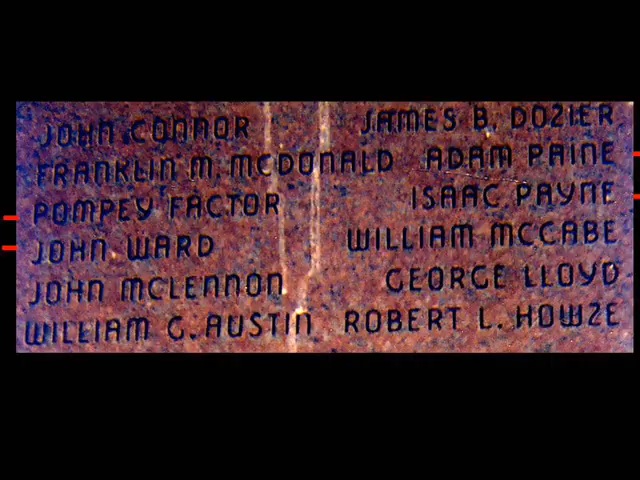 JOHN CONNOR JAMES B. DOZIER
FRANKLIN M. MCDONALD ADAM PAINE
POMPEY FACTOR ISAAC PAYNE
JOHN WARD WILLIAM MCCABE
JOHN MCLENNON GEORGE LLOYD
WILLIAM G. AUSTIN ROBERT L. HOWZE